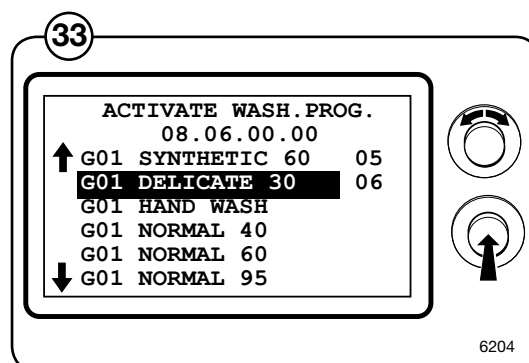 33
ACTIVATE WASH.PROG.
08.06.00.00
G01 SYNTHETIC 60 05
G01 DELICATE 30 06
G01 HAND WASH
G01 NORMAL 40
G01 NORMAL 60
G01 NORMAL 95
6204